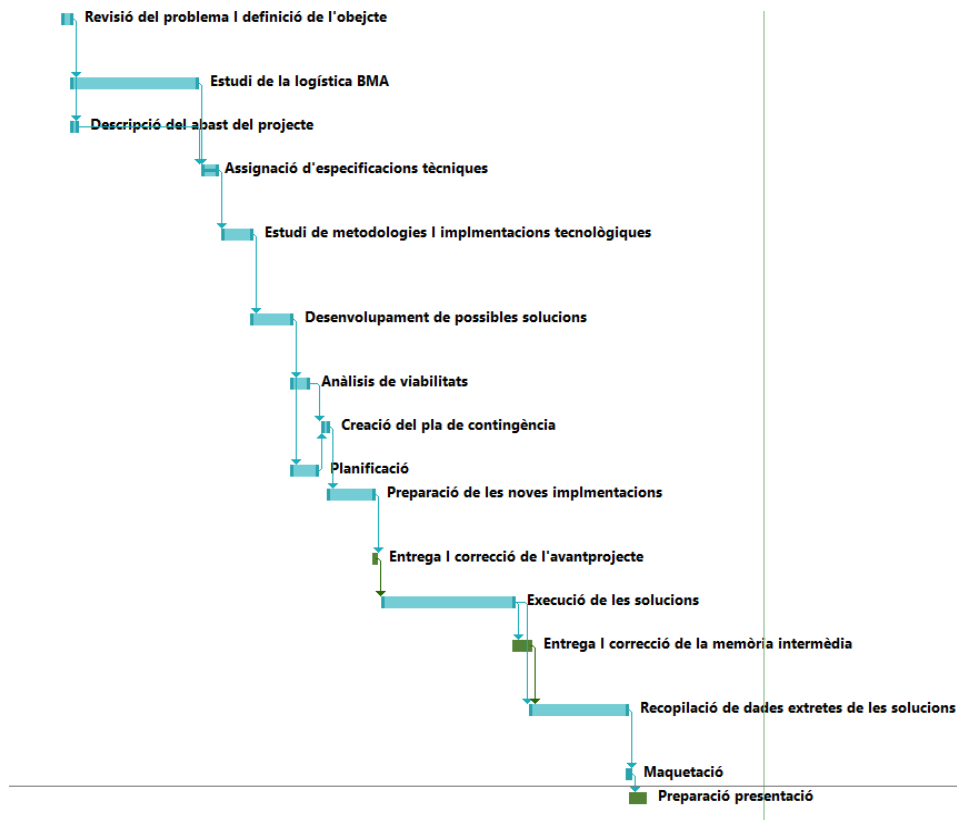 Revisió del problema I definició de l'obejcte
Estudi de la logística BMA
Descripció del abast del projecte
Assignació d'especificacions tècniques
Estudi de metodologies I implmentacions tecnològiques
Desenvolupament de possibles solucions
Anàlisis de viabilitats
Creació del pla de contingència
Planificació
Preparació de les noves implmentacions
Entrega I correcció de l'avantprojecte
Execució de les solucions
Entrega I correcció de la memòria intermèdia
Recopilació de dades extretes de les solucions
Maquetació
Preparació presentació